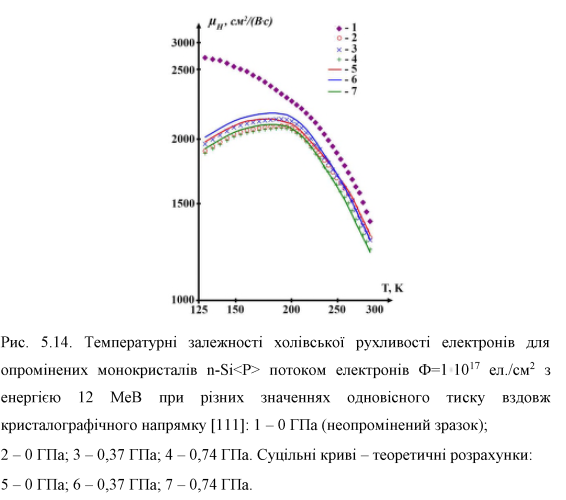 μH, см²/(Вс)
3000
2500
2000
1500
1000
125
150
200
250
300
T, K
- 1
- 2
- 3
- 4
- 5
- 6
- 7
Рис. 5.14. Температурні залежності холівської рухливості електронів для
опромінених монокристалів n-Si<P> потоком електронів Ф=1·10¹⁷ ел./см² з
енергією 12 МеВ при різних значеннях одновісного тиску вздовж
кристалографічного напрямку [111]: 1 – 0 ГПа (неопромінений зразок);
2 – 0 ГПа; 3 – 0,37 ГПа; 4 – 0,74 ГПа. Суцільні криві – теоретичні розрахунки:
5 – 0 ГПа; 6 – 0,37 ГПа; 7 – 0,74 ГПа.